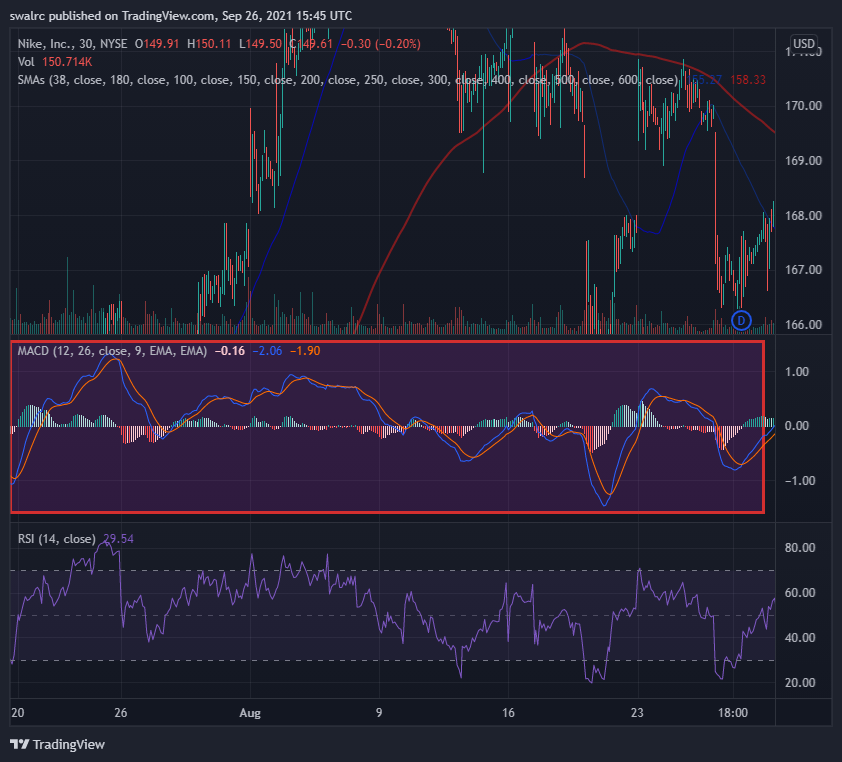 swalrc published on TradingView.com, Sep 26, 2021 15:45 UTC
Nike, Inc., 30, NYSE O149.91 H150.11 L149.50 C149.61 −0.30 (−0.20%)
USD
Vol 150.714K
SMAs (38, close, 180, close, 100, close, 150, close, 200, close, 250, close, 300, close, 400, close, 500, close, 600, close) 158.33
170.00
169.00
168.00
167.00
D
166.00
MACD (12, 26, close, 9, EMA, EMA) −0.16 −2.06 −1.90
1.00
0.00
−1.00
RSI (14, close) 29.54
80.00
60.00
40.00
20.00
20 26 Aug 9 16 23 18:00
TradingView